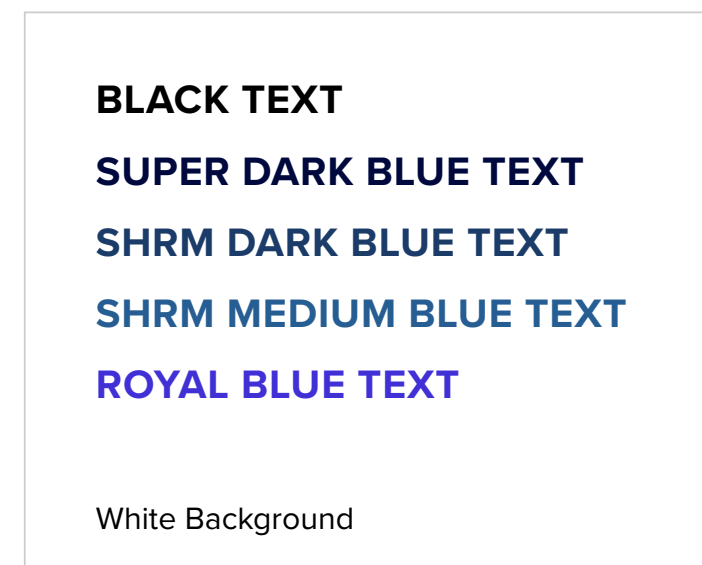 BLACK TEXT
SUPER DARK BLUE TEXT
SHRM DARK BLUE TEXT
SHRM MEDIUM BLUE TEXT
ROYAL BLUE TEXT
White Background